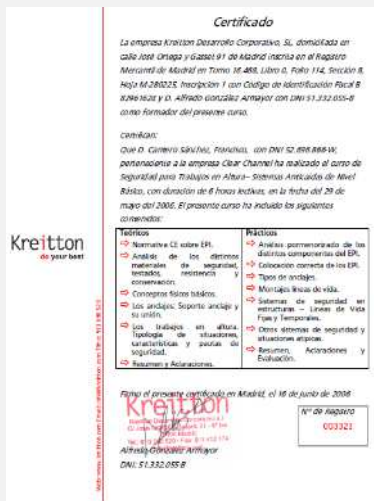 Certificado
La empresa Kreitton Desarrollo Corporativo, SL, domiciliada en
calle José Ortega y Gasset 91 de Madrid inscrita en el Registro
Mercantil de Madrid en Tomo 16.488, Libro 0, Folio 114, Sección 8,
Hoja M-280225, Inscripción 1 con Código de Identificación Fiscal B
82961628 y D. Alfredo González Armayor con DNI 51.332.055-B
como formador del presente curso.
Certifican:
Que D. Cantero Sánchez, Francisco, con DNI 52.898.868-W,
perteneciente a la empresa Clear Channel ha realizado el curso de
Seguridad para Trabajos en Altura– Sistemas Anticaídas de Nivel
Básico, con duración de 6 horas lectivas, en la fecha del 29 de
mayo del 2006. El presente curso ha incluido los siguientes
contenidos:
Teóricos
Normativa CE sobre EPI.
Análisis de los distintos
materiales de seguridad,
testados, resistencia y
conservación.
Conceptos físicos básicos.
Los anclajes: Soporte anclaje y
su unión.
Los trabajos en altura.
Tipología de situaciones,
características y pautas de
seguridad.
Resumen y Aclaraciones.
Prácticos
Análisis pormenorizado de los
distintos componentes del EPI.
Colocación correcta de los EPI.
Tipos de anclajes.
Montajes líneas de vida.
Sistemas de seguridad en
estructuras – Líneas de Vida
Fijas y Temporales.
Otros sistemas de seguridad y
situaciones atípicas.
Resumen, Aclaraciones y
Evaluación.
Kreitton
do your best
Firmo el presente certificado en Madrid, el 16 de junio de 2006
Kreitton
Nº de Registro
003321
Alfredo González Armayor
DNI: 51.332.055-B